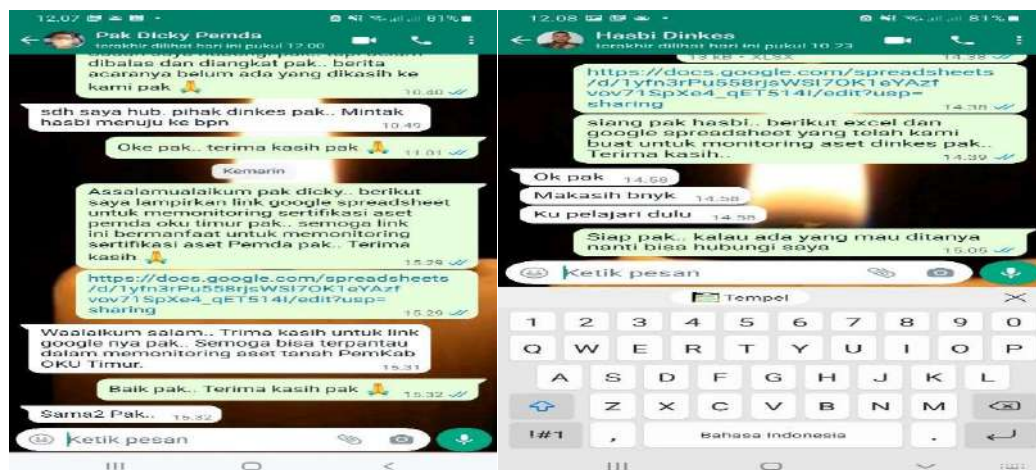 12.07
81%
Pak Dicky Pemda
terakhir dilihat hari ini pukul 12.00
dibalas dan diangkat pak.. berita
acaranya belum ada yang dikasih ke
kami pak 🙏
10.40
sdh saya hub. pihak dinkes pak.. Mintak
hasbi menuju ke bpn
10.49
Oke pak.. terima kasih pak 🙏 11.01
Kemarin
Assalamualaikum pak dicky.. berikut
saya lampirkan link google spreadsheet
untuk memonitoring sertifikasi aset
pemda oku timur pak.. semoga link
ini bermanfaat untuk memonitoring
sertifikasi aset Pemda pak.. Terima
kasih 🙏
15.29
https://docs.google.com/spreadsheets
/d/1yfn3rPu558rjsWSI7OK1eYAzf
vov71SpXe4_qET514I/edit?usp=
sharing
15.29
Waalaikum salam.. Trima kasih untuk link
google nya pak.. Semoga bisa terpantau
dalam memonitoring aset tanah PemKab
OKU Timur.
15.31
Baik pak.. Terima kasih pak 🙏 15.32
Sama2 Pak.. 15.32
Ketik pesan
12.08
81%
Hasbi Dinkes
terakhir dilihat hari ini pukul 10.23
13 kB · XLSX
14.38
https://docs.google.com/spreadsheets
/d/1yfn3rPu558rjsWSI7OK1eYAzf
vov71SpXe4_qET514I/edit?usp=
sharing
14.38
siang pak hasbi.. berikut excel dan
google spreadsheet yang telah kami
buat untuk monitoring aset dinkes pak..
Terima kasih..
14.39
Ok pak 14.58
Makasih bnyk 14.58
Ku pelajari dulu 14.58
Siap pak.. kalau ada yang mau ditanya
nanti bisa hubungi saya
15.05
Ketik pesan
Tempel
1 2 3 4 5 6 7 8 9 0
Q W E R T Y U I O P
A S D F G H J K L
Z X C V B N M
!#1 , Bahasa Indonesia .